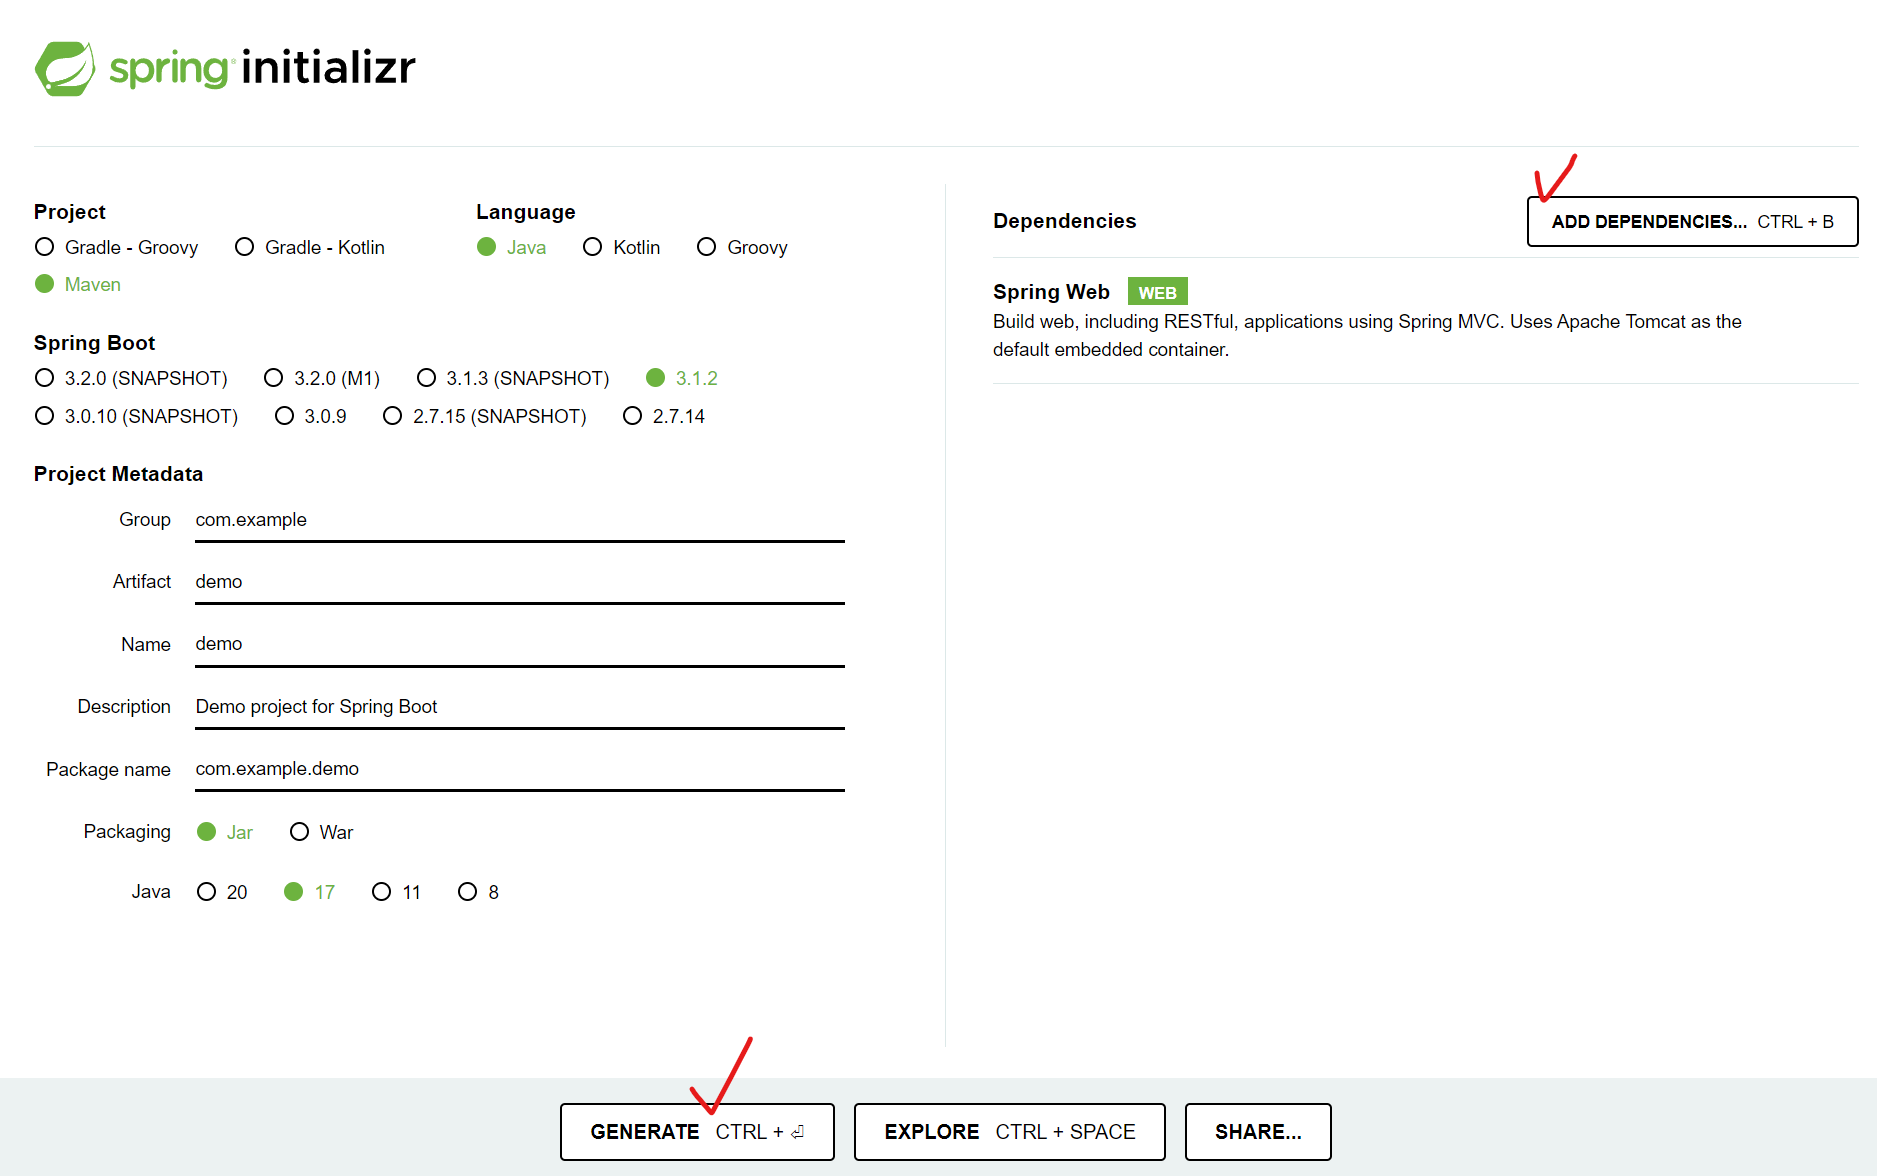 spring initializr
Project
Gradle - Groovy Gradle - Kotlin
Maven
Language
Java Kotlin Groovy
Spring Boot
3.2.0 (SNAPSHOT) 3.2.0 (M1) 3.1.3 (SNAPSHOT) 3.1.2
3.0.10 (SNAPSHOT) 3.0.9 2.7.15 (SNAPSHOT) 2.7.14
Project Metadata
Group com.example
Artifact demo
Name demo
Description Demo project for Spring Boot
Package name com.example.demo
Packaging Jar War
Java 20 17 11 8
Dependencies
ADD DEPENDENCIES... CTRL + B
Spring Web WEB
Build web, including RESTful, applications using Spring MVC. Uses Apache Tomcat as the
default embedded container.
GENERATE CTRL + ⏎
EXPLORE CTRL + SPACE
SHARE...